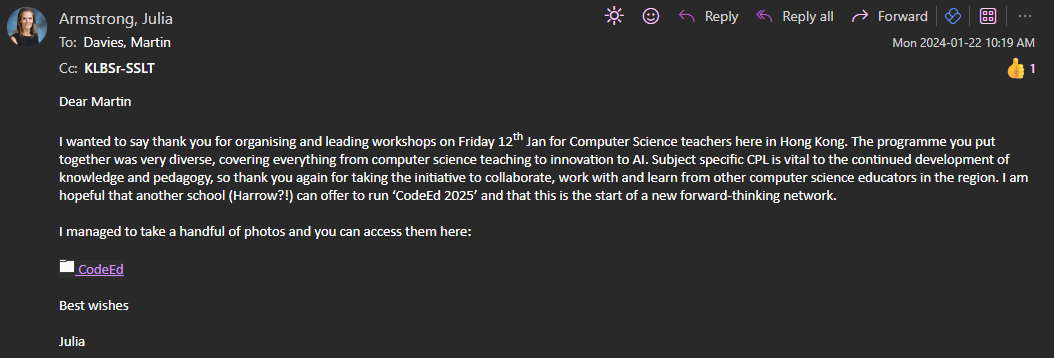 Armstrong, Julia
Reply
Reply all
Forward
To: Davies, Martin
Mon 2024-01-22 10:19 AM
Cc: KLBSr-SSLT
👍 1
Dear Martin
I wanted to say thank you for organising and leading workshops on Friday 12th Jan for Computer Science teachers here in Hong Kong. The programme you put
together was very diverse, covering everything from computer science teaching to innovation to AI. Subject specific CPL is vital to the continued development of
knowledge and pedagogy, so thank you again for taking the initiative to collaborate, work with and learn from other computer science educators in the region. I am
hopeful that another school (Harrow?!) can offer to run ‘CodeEd 2025’ and that this is the start of a new forward-thinking network.
I managed to take a handful of photos and you can access them here:
CodeEd
Best wishes
Julia